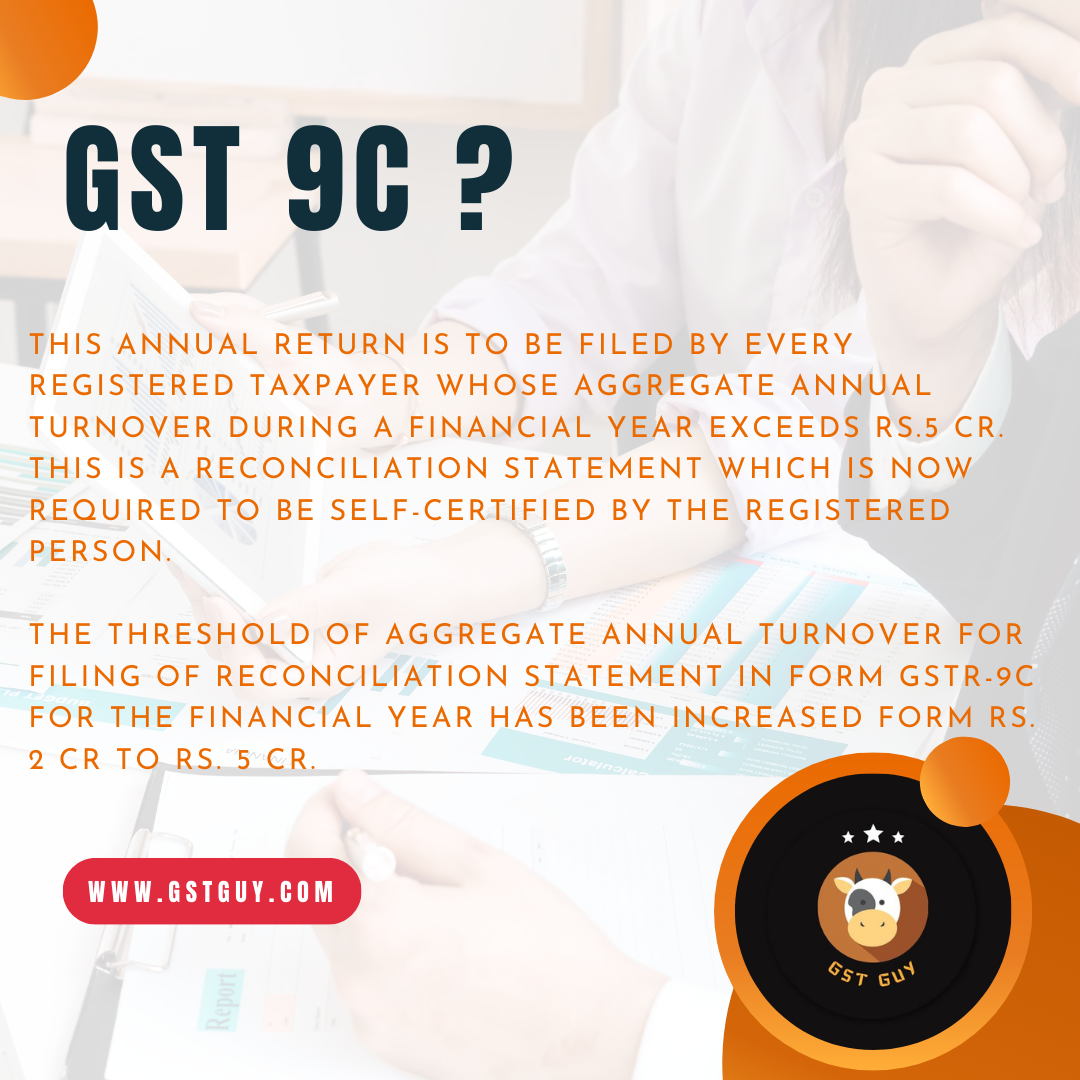 GST 9C ?
THIS ANNUAL RETURN IS TO BE FILED BY EVERY
REGISTERED TAXPAYER WHOSE AGGREGATE ANNUAL
TURNOVER DURING A FINANCIAL YEAR EXCEEDS RS.5 CR.
THIS IS A RECONCILIATION STATEMENT WHICH IS NOW
REQUIRED TO BE SELF-CERTIFIED BY THE REGISTERED
PERSON.
THE THRESHOLD OF AGGREGATE ANNUAL TURNOVER FOR
FILING OF RECONCILIATION STATEMENT IN FORM GSTR-9C
FOR THE FINANCIAL YEAR HAS BEEN INCREASED FORM RS.
2 CR TO RS. 5 CR.
WWW.GSTGUY.COM
GST GUY
Report